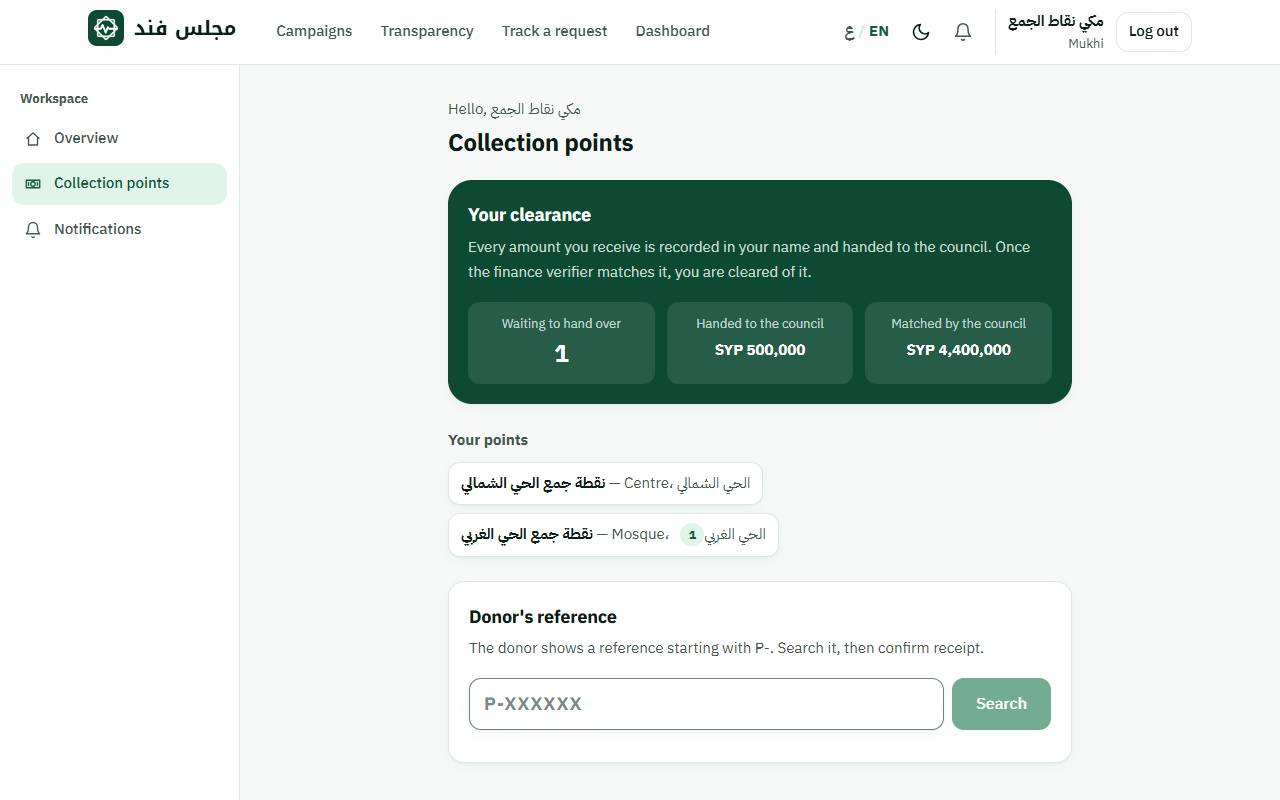 مجلس فند
Campaigns
Transparency
Track a request
Dashboard
ع / EN
مكي نقاط الجمع
Mukhi
Log out
Workspace
Overview
Collection points
Notifications
Hello, مكي نقاط الجمع
Collection points
Your clearance
Every amount you receive is recorded in your name and handed to the council. Once
the finance verifier matches it, you are cleared of it.
Waiting to hand over
1
Handed to the council
SYP 500,000
Matched by the council
SYP 4,400,000
Your points
نقطة جمع الحي الشمالي — Centre، الحي الشمالي
نقطة جمع الحي الغربي — Mosque، الحي الغربي 1
Donor's reference
The donor shows a reference starting with P-. Search it, then confirm receipt.
P-XXXXXX
Search